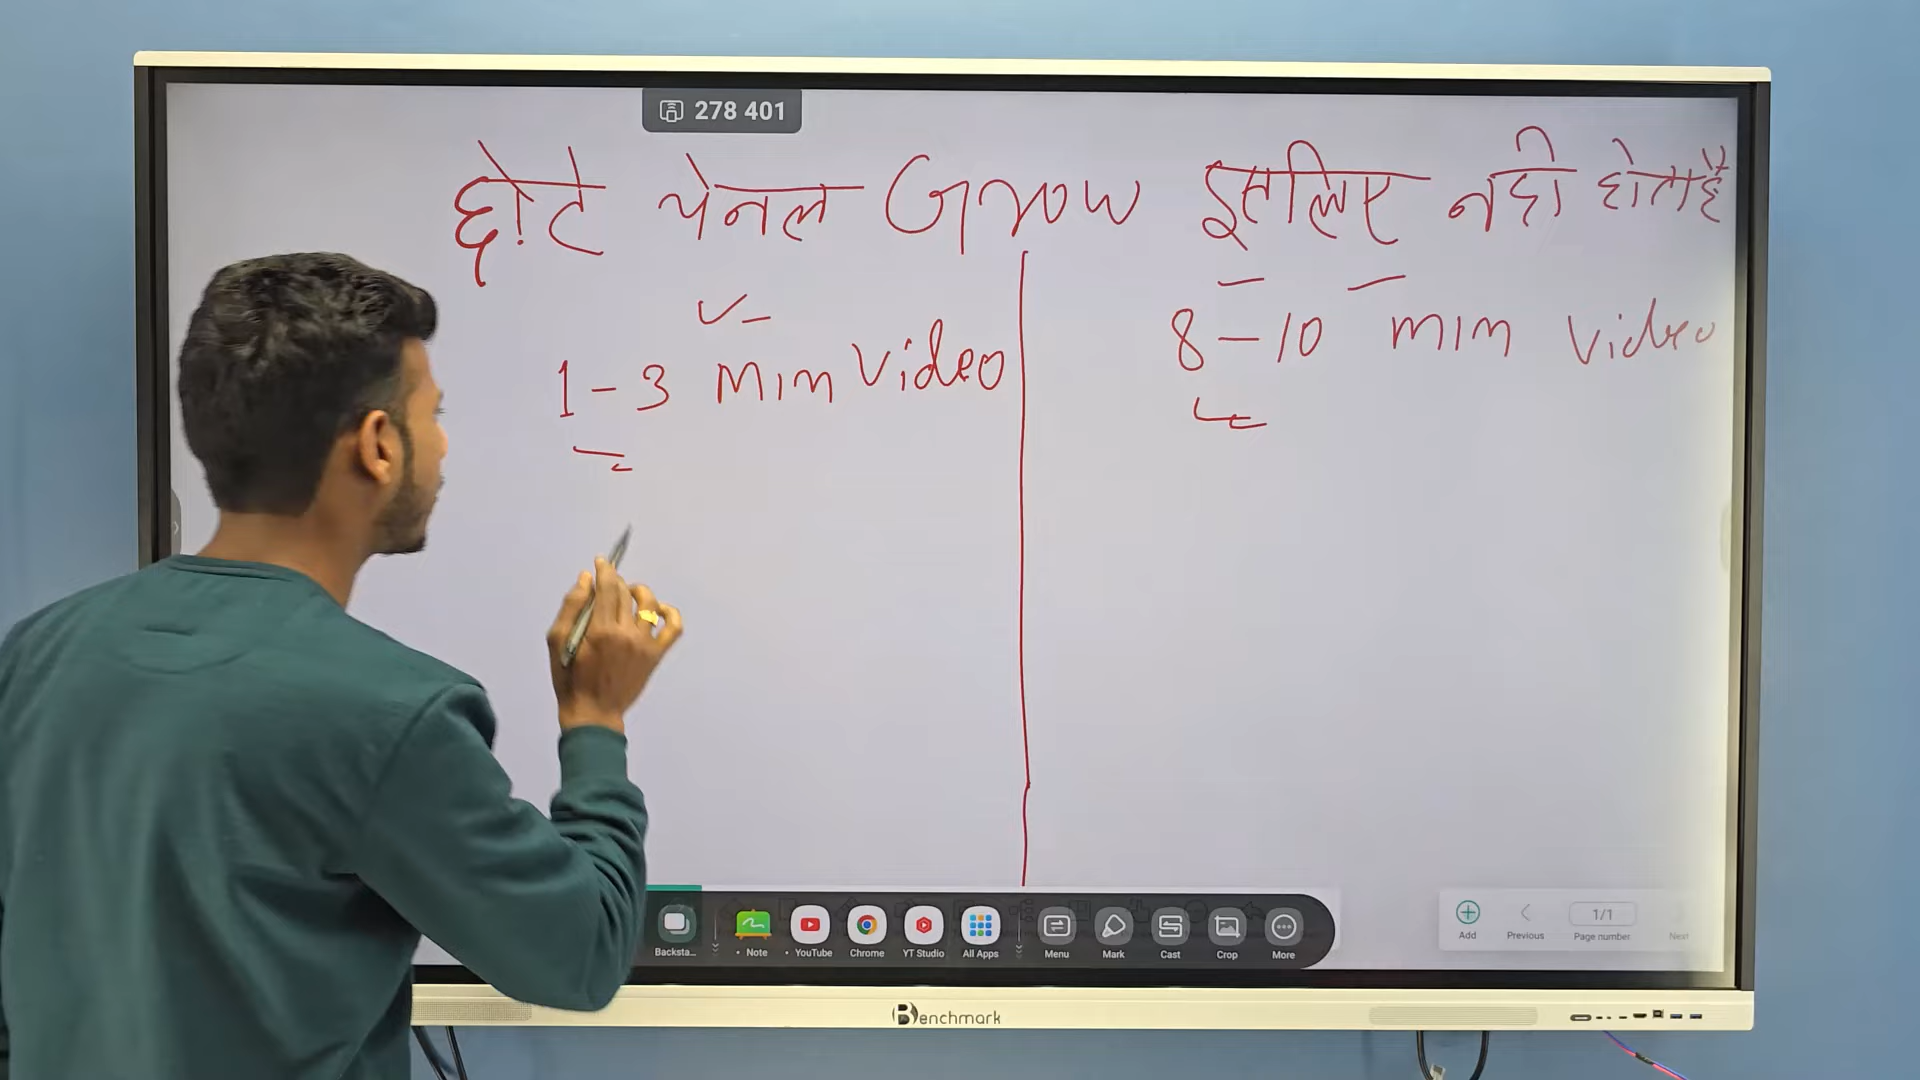 278 401
छोटे चेनल Grow इसलिए नही होता है
1-3 min Video
8-10 min Video
Backsta...
Note
YouTube
Chrome
YT Studio
All Apps
Menu
Mark
Cast
Crop
More
Add
Previous
1/1
Page number
Next
Benchmark